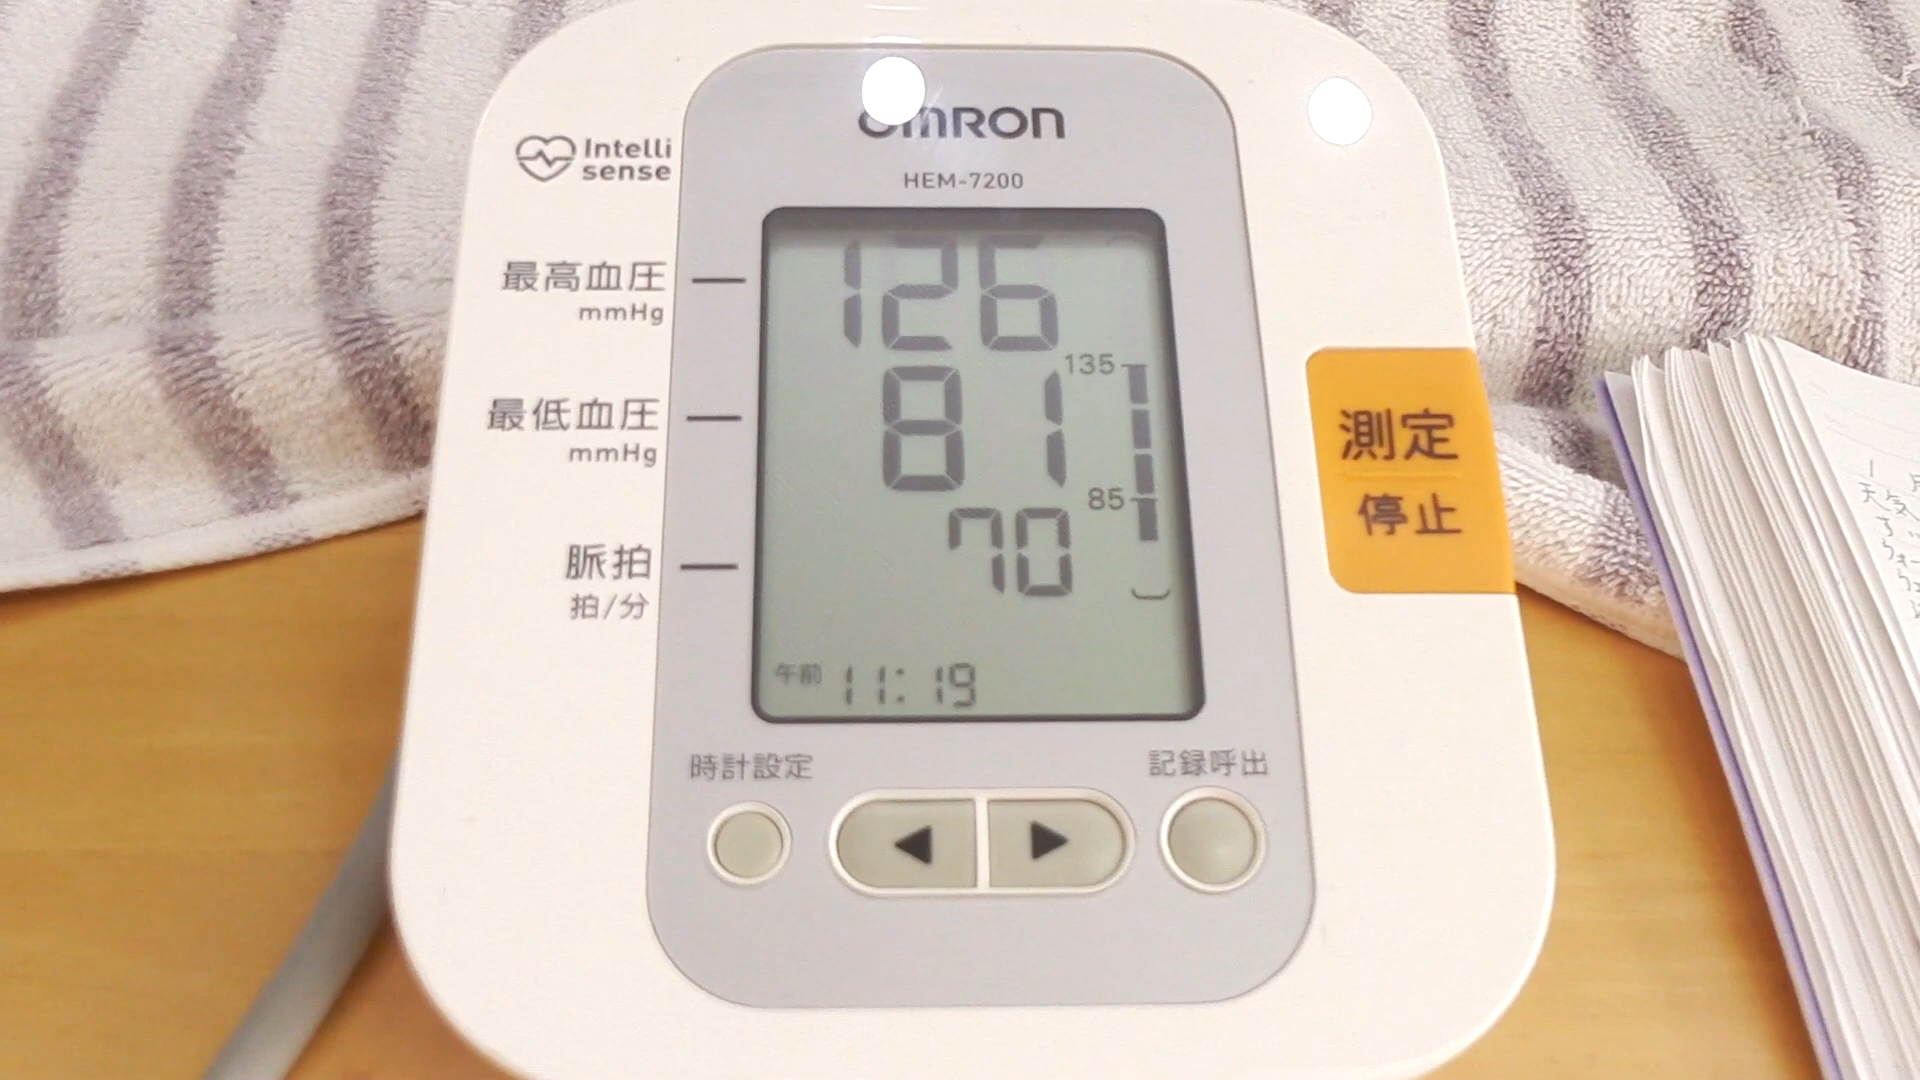 Intelli
sense
OMRON
HEM-7200
最高血圧
mmHg
126
135
最低血圧
mmHg
81
85
脈拍
拍/分
70
午前 11:19
測定
停止
時計設定
記録呼出
◀ ▶
天気